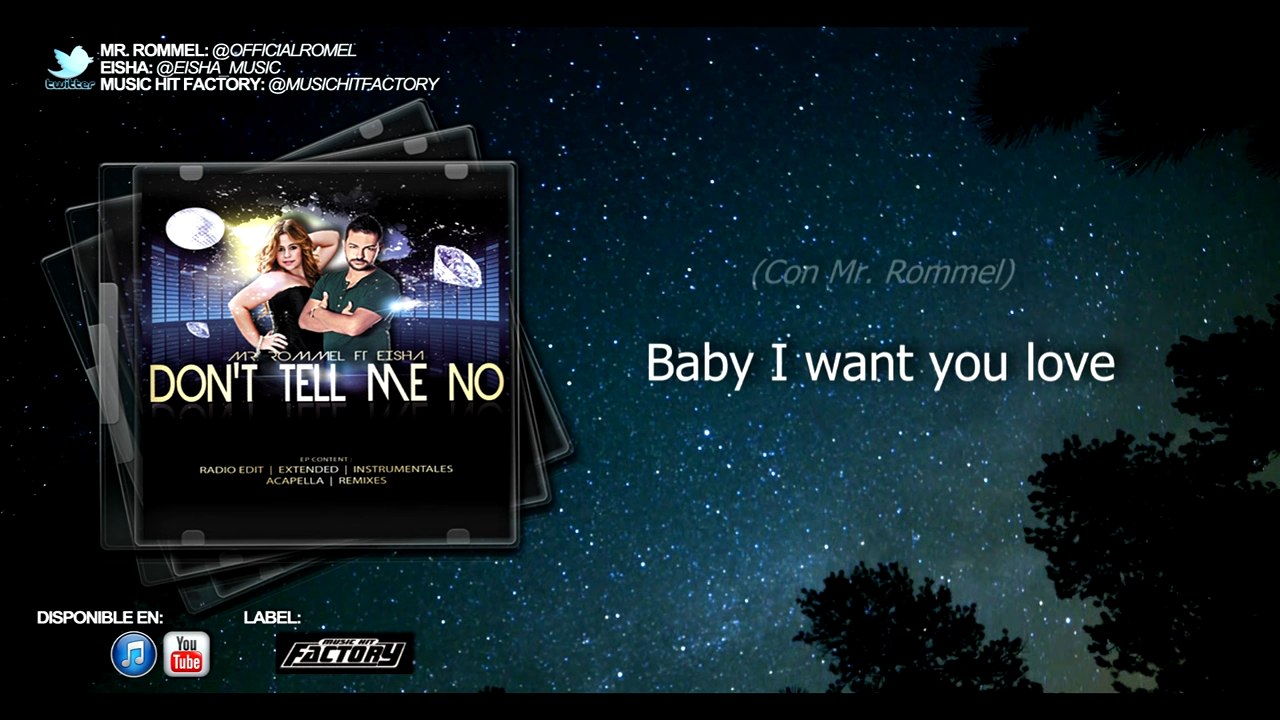 MR. ROMMEL: @OFFICIALROMEL
EISHA: @EISHA_MUSIC
MUSIC HIT FACTORY: @MUSICHITFACTORY
twitter
MR. ROMMEL FT EISHA
DON'T TELL ME NO
EP CONTENT :
RADIO EDIT | EXTENDED | INSTRUMENTALES
ACAPELLA | REMIXES
(Con Mr. Rommel)
Baby I want you love
DISPONIBLE EN:
LABEL:
You
Tube
MUSIC HIT
FACTORY